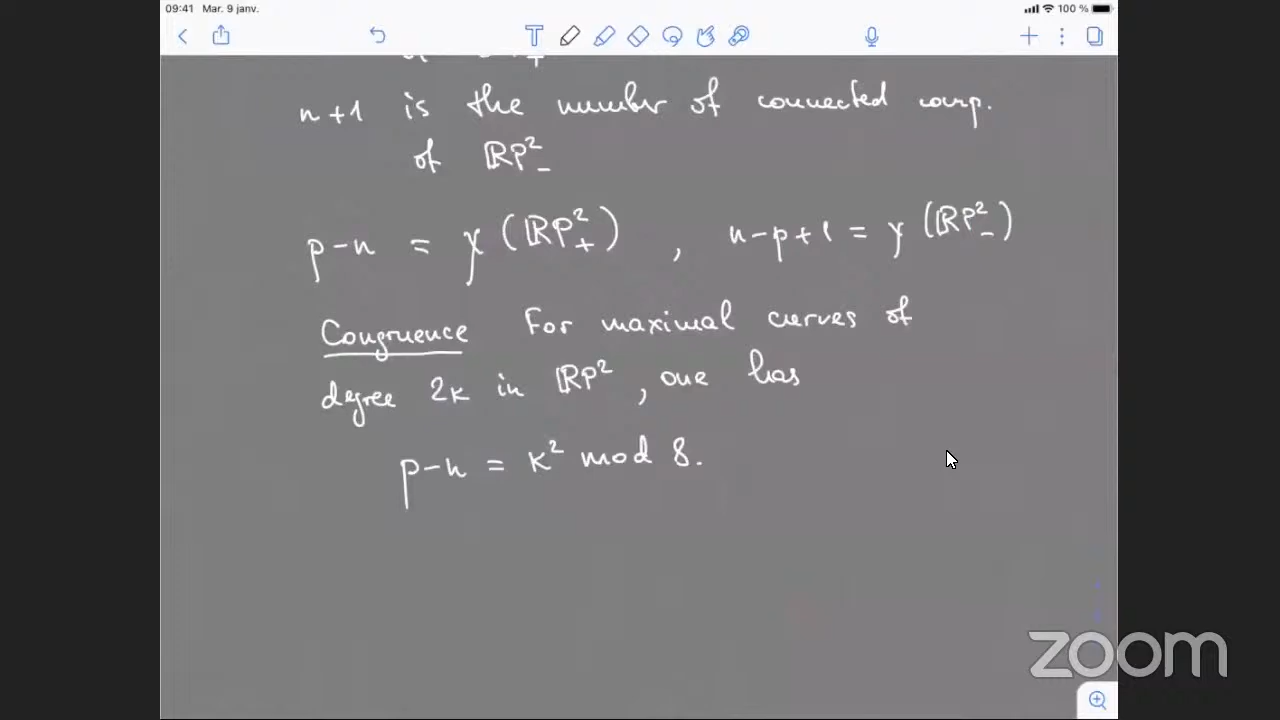 09:41 Mar. 9 janv.
100 %
n+1 is the number of connected comp.
of ℝP²₋
p-n = χ (ℝP²₊) , n-p+1 = χ (ℝP²₋)
Congruence For maximal curves of
degree 2k in ℝP², one has
p-n = k² mod 8.
zoom